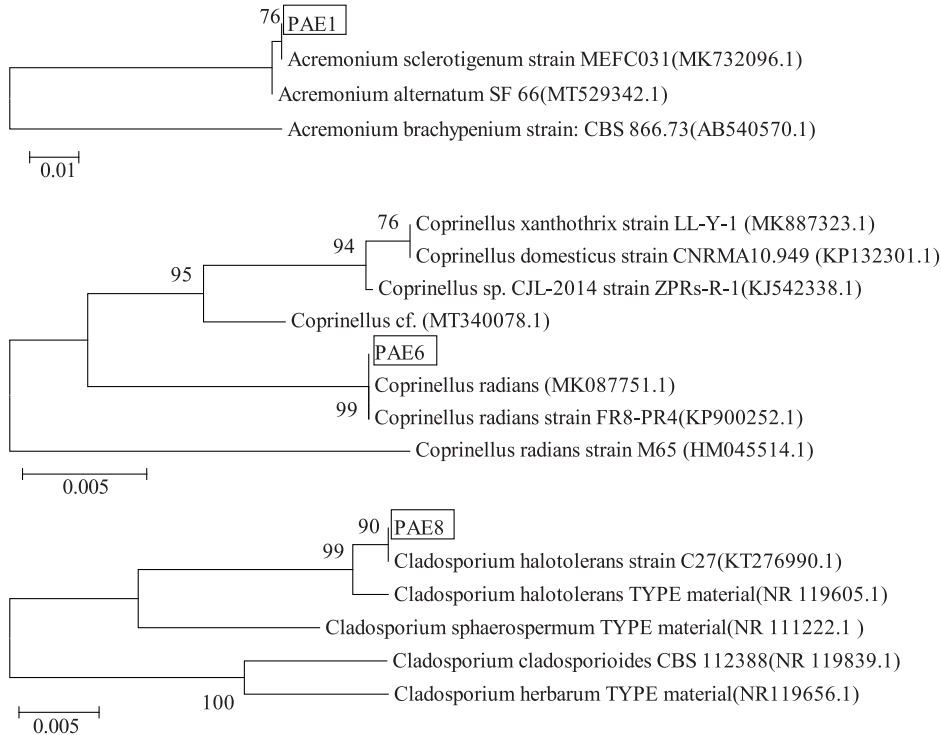 76 PAE1
Acremonium sclerotigenum strain MEFC031(MK732096.1)
Acremonium alternatum SF 66(MT529342.1)
Acremonium brachypenium strain: CBS 866.73(AB540570.1)
0.01
76 Coprinellus xanthothrix strain LL-Y-1 (MK887323.1)
94 Coprinellus domesticus strain CNRMA10.949 (KP132301.1)
95 Coprinellus sp. CJL-2014 strain ZPRs-R-1(KJ542338.1)
Coprinellus cf. (MT340078.1)
PAE6
Coprinellus radians (MK087751.1)
99 Coprinellus radians strain FR8-PR4(KP900252.1)
Coprinellus radians strain M65 (HM045514.1)
0.005
90 PAE8
99 Cladosporium halotolerans strain C27(KT276990.1)
Cladosporium halotolerans TYPE material(NR 119605.1)
Cladosporium sphaerospermum TYPE material(NR 111222.1 )
Cladosporium cladosporioides CBS 112388(NR 119839.1)
100 Cladosporium herbarum TYPE material(NR119656.1)
0.005